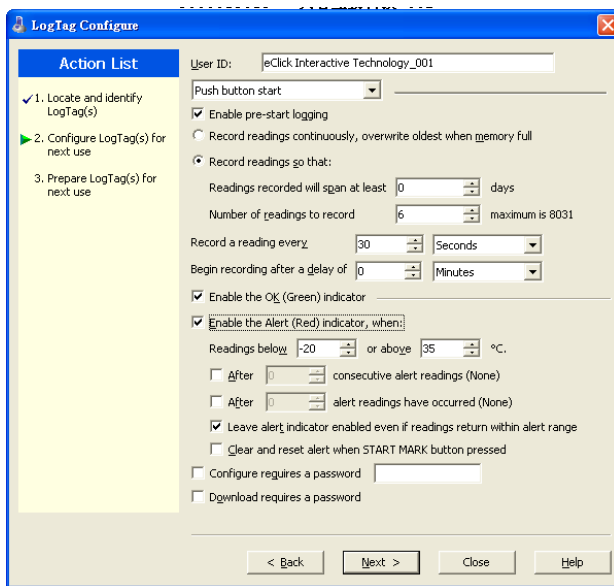 LogTag Configure
Action List
1. Locate and identify
LogTag(s)
2. Configure LogTag(s) for
next use
3. Prepare LogTag(s) for
next use
User ID: eClick Interactive Technology_001
Push button start
Enable pre-start logging
Record readings continuously, overwrite oldest when memory full
Record readings so that:
Readings recorded will span at least 0 days
Number of readings to record 6 maximum is 8031
Record a reading every 30 Seconds
Begin recording after a delay of 0 Minutes
Enable the OK (Green) indicator
Enable the Alert (Red) indicator, when:
Readings below -20 or above 35 °C.
After 0 consecutive alert readings (None)
After 0 alert readings have occurred (None)
Leave alert indicator enabled even if readings return within alert range
Clear and reset alert when START MARK button pressed
Configure requires a password
Download requires a password
< Back Next > Close Help